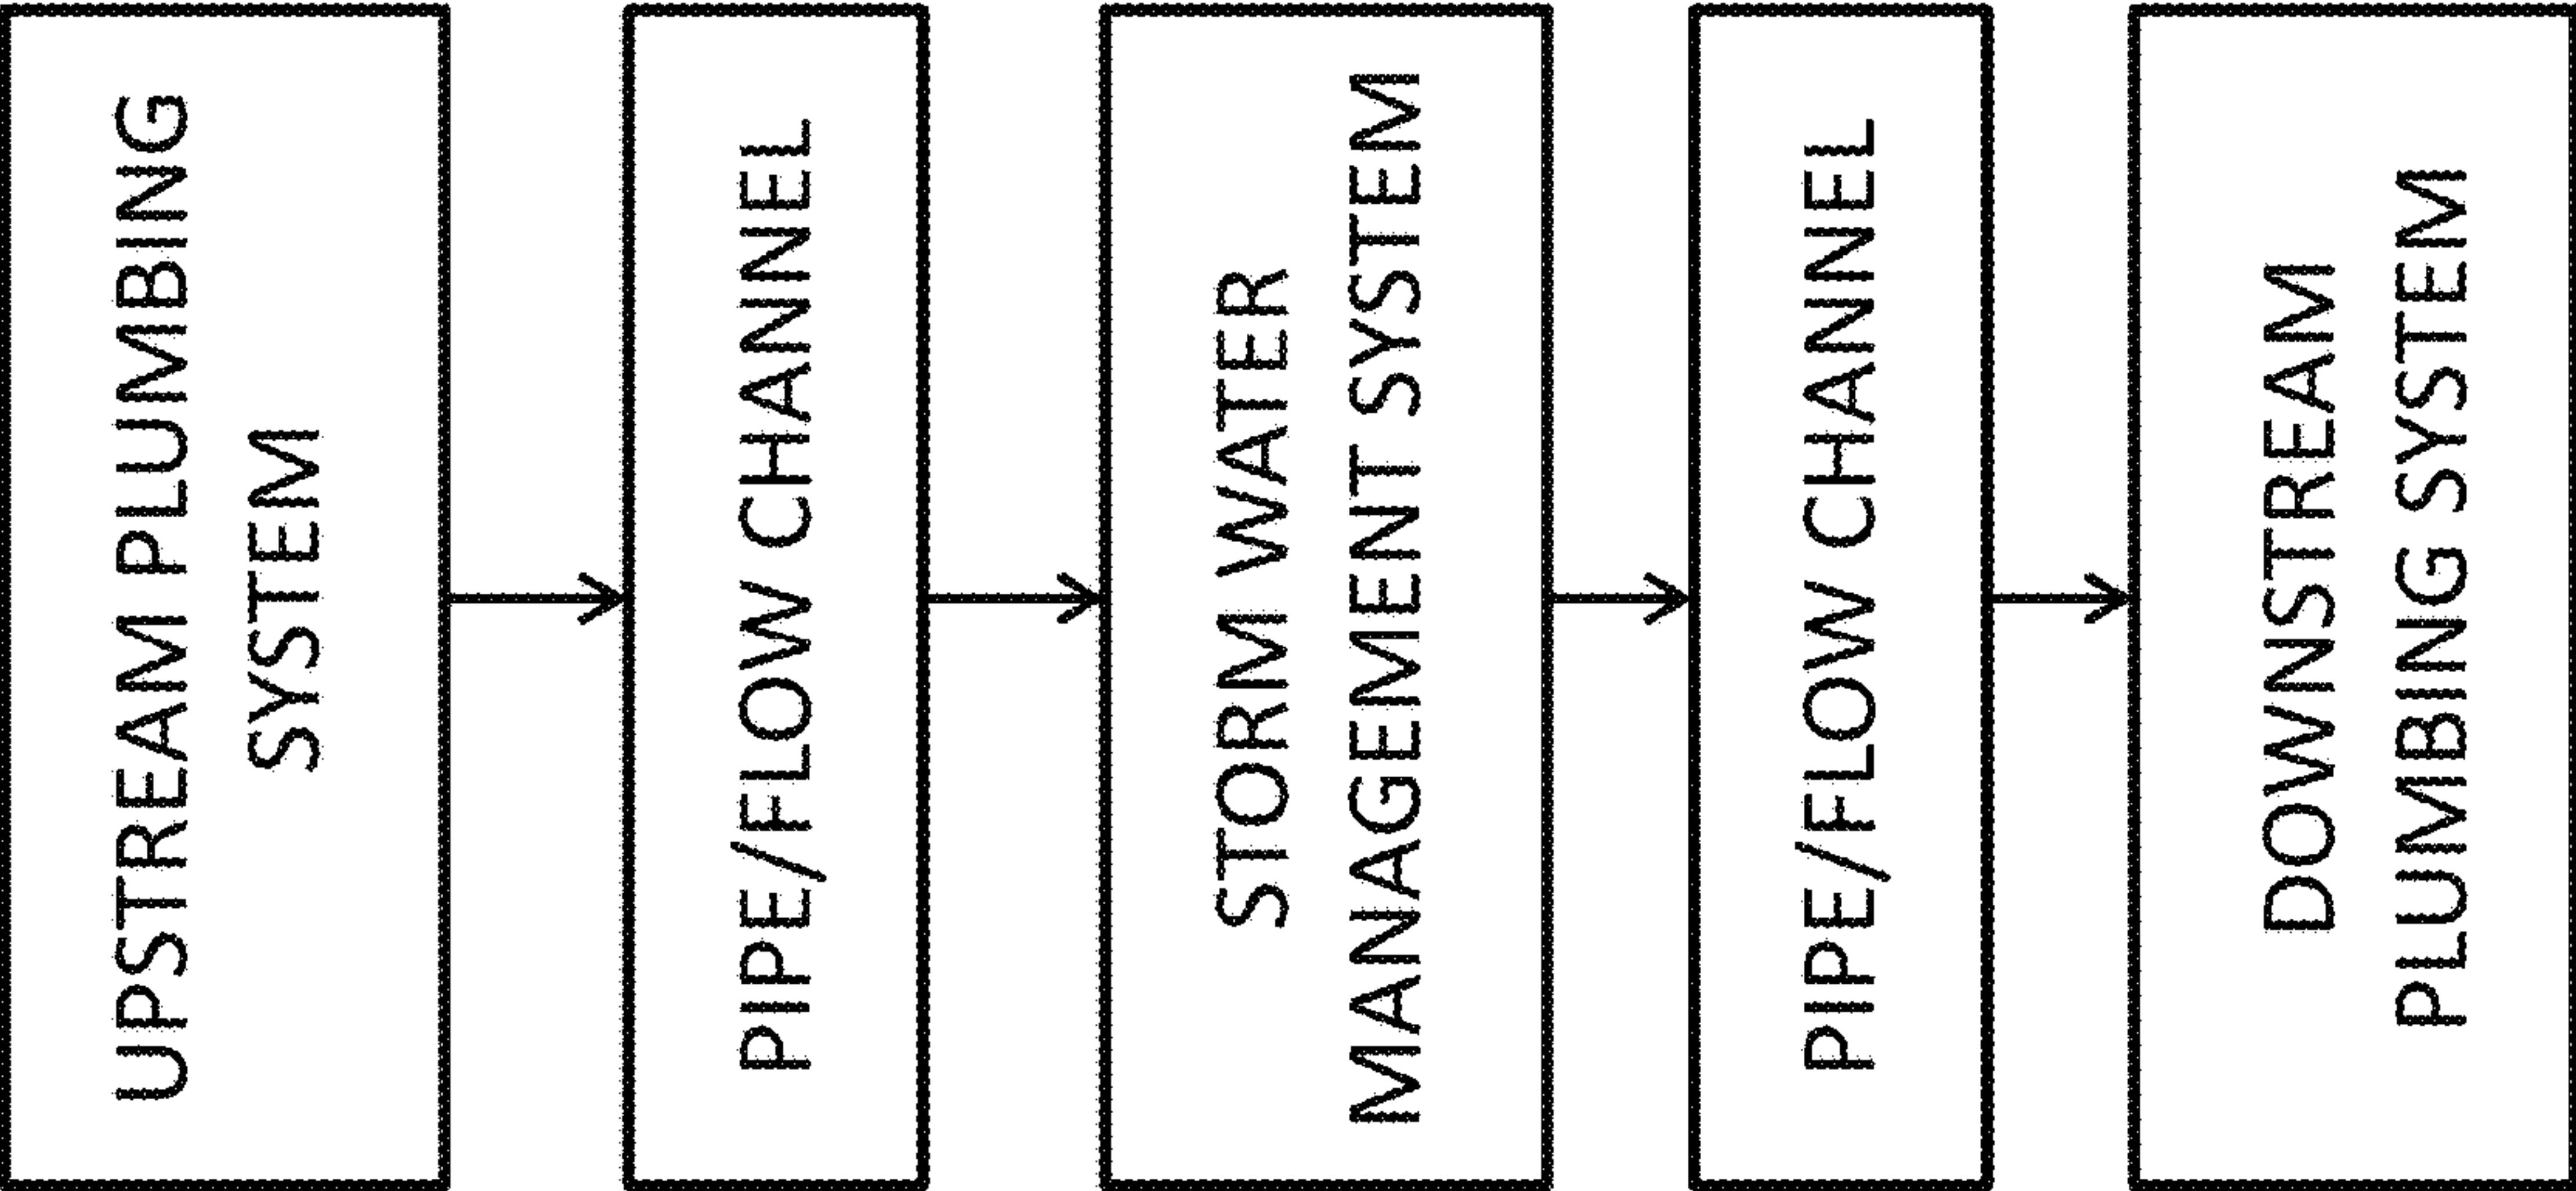 UPSTREAM PLUMBING
SYSTEM
PIPE/FLOW CHANNEL
STORM WATER
MANAGEMENT SYSTEM
PIPE/FLOW CHANNEL
DOWNSTREAM
PLUMBING SYSTEM